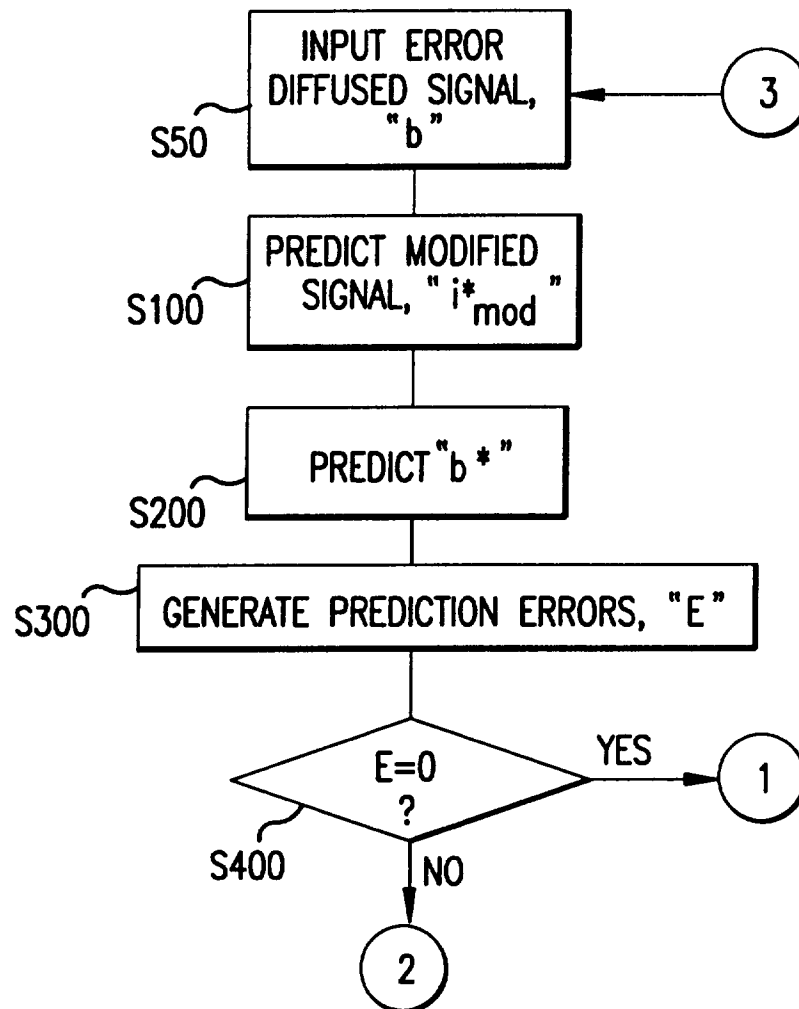 INPUT ERROR
DIFFUSED SIGNAL,
"b"
S50
3
PREDICT MODIFIED
SIGNAL, "i*mod"
S100
PREDICT "b*"
S200
GENERATE PREDICTION ERRORS, "E"
S300
E=0
?
S400
YES
1
NO
2